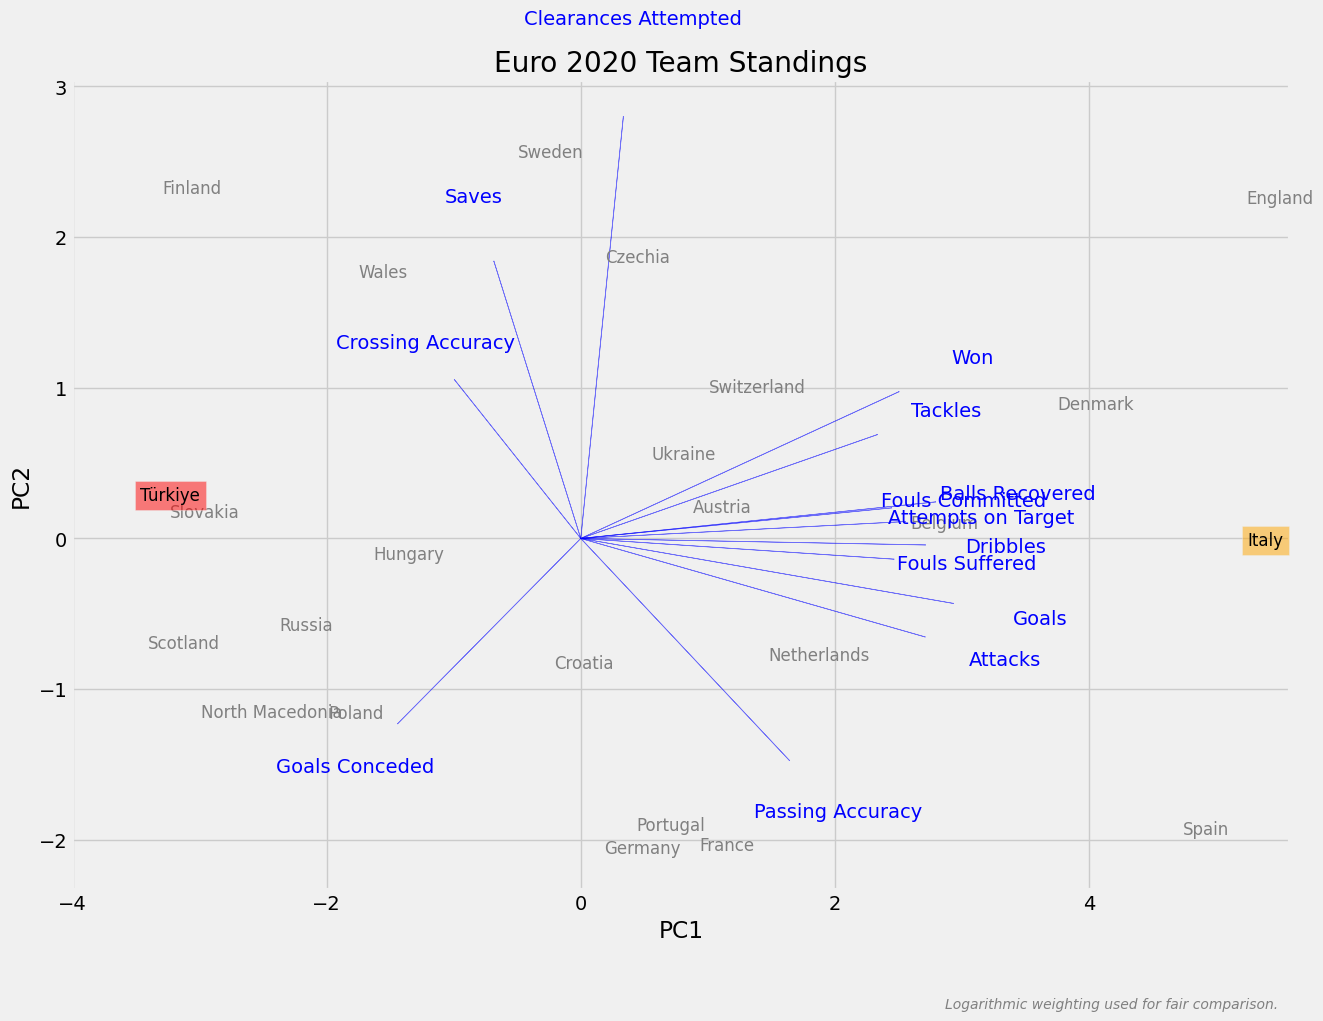 Clearances Attempted
Euro 2020 Team Standings
3
Sweden
Finland
Saves
England
2
Czechia
Wales
Crossing Accuracy
Won
1
Switzerland
Denmark
Tackles
Ukraine
PC2
Türkiye
Balls Recovered
Fouls Committed
Slovakia
Austria
Attempts on Target
Belgium
0
Italy
Dribbles
Hungary
Fouls Suffered
Goals
Russia
Scotland
Netherlands
Croatia
Attacks
−1
North Macedonia
Poland
Goals Conceded
Passing Accuracy
Portugal
Spain
−2
Germany
France
−4
−2
0
2
4
PC1
Logarithmic weighting used for fair comparison.